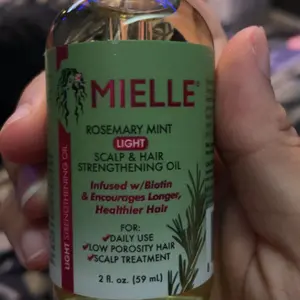 MIELLE
ROSEMARY MINT
LIGHT
SCALP & HAIR
STRENGTHENING OIL
Infused w/Biotin
& Encourages Longer,
Healthier Hair
FOR:
✔DAILY USE
✔LOW POROSITY HAIR
✔SCALP TREATMENT
2 fl. oz. (59 mL)
LIGHT STRENGTHENING OIL